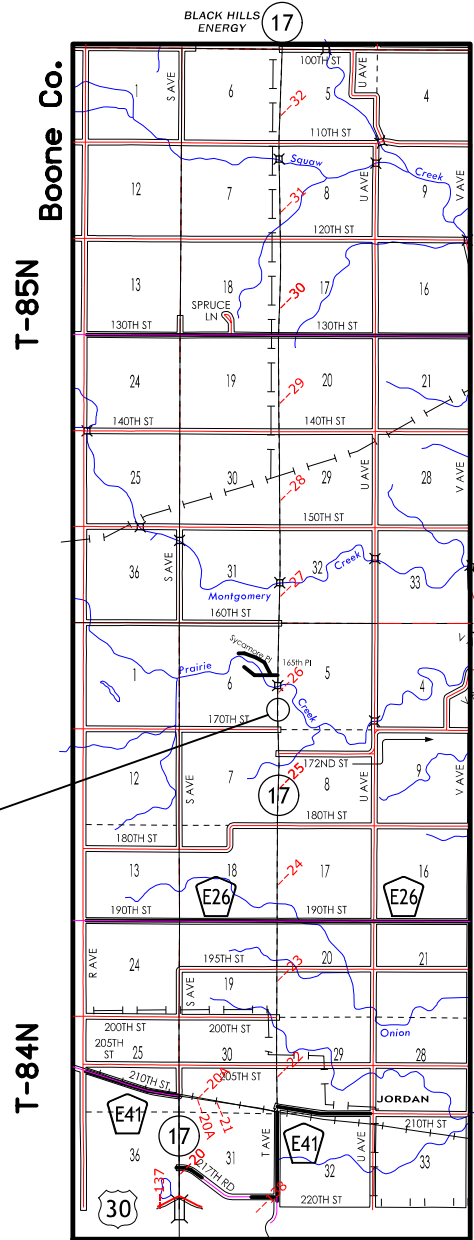 BLACK HILLS
ENERGY
17
Boone Co.
T-85N
T-84N
100TH ST
S AVE
U AVE
1
6
5
4
---32
110TH ST
Squaw
Creek
12
7
8
9
U AVE
V AVE
---31
120TH ST
13
18
17
16
---30
SPRUCE
LN
130TH ST
130TH ST
24
19
20
21
---29
140TH ST
140TH ST
25
30
29
28
U AVE
V AVE
---28
150TH ST
36
S AVE
31
32
33
Creek
---27
Montgomery
160TH ST
Sycamore Pl
165th Pl
Prairie
1
6
5
4
---26
Creek
170TH ST
172ND ST
---25
12
S AVE
7
17
8
U AVE
9
V AVE
180TH ST
180TH ST
13
18
17
16
---24
E26
E26
190TH ST
190TH ST
R AVE
24
195TH ST
20
21
---23
S AVE
19
200TH ST
200TH ST
Onion
205TH
ST
25
30
29
28
---22
210TH ST
205TH ST
---20A
---20A
---21
JORDAN
E41
17
T AVE
E41
U AVE
210TH ST
36
---20
31
32
33
217TH RD
---137
---138
220TH ST
30